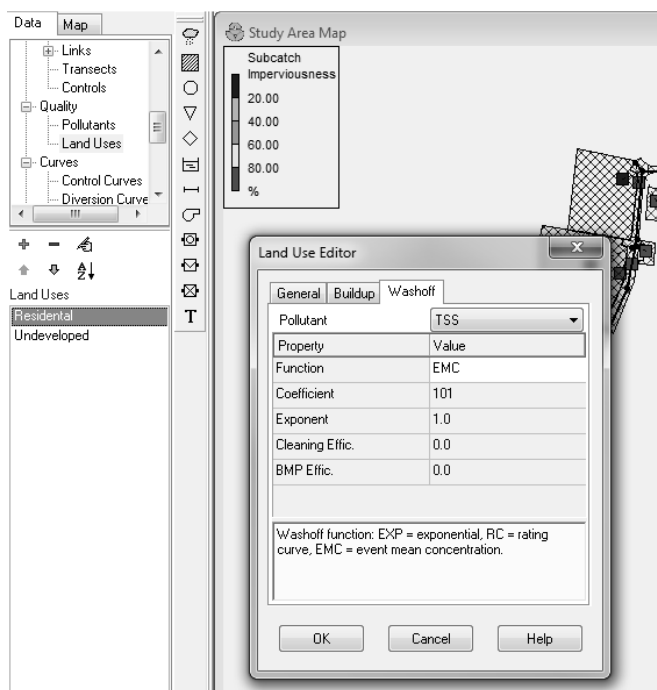 Data Map
Links
Transects
Controls
Quality
Pollutants
Land Uses
Curves
Control Curves
Diversion Curve
Land Uses
Residental
Undeveloped
T
Study Area Map
Subcatch
Imperviousness
20.00
40.00
60.00
80.00
%
Land Use Editor
General Buildup Washoff
Pollutant TSS
Property Value
Function EMC
Coefficient 101
Exponent 1.0
Cleaning Effic. 0.0
BMP Effic. 0.0
Washoff function: EXP = exponential, RC = rating
curve, EMC = event mean concentration.
OK Cancel Help